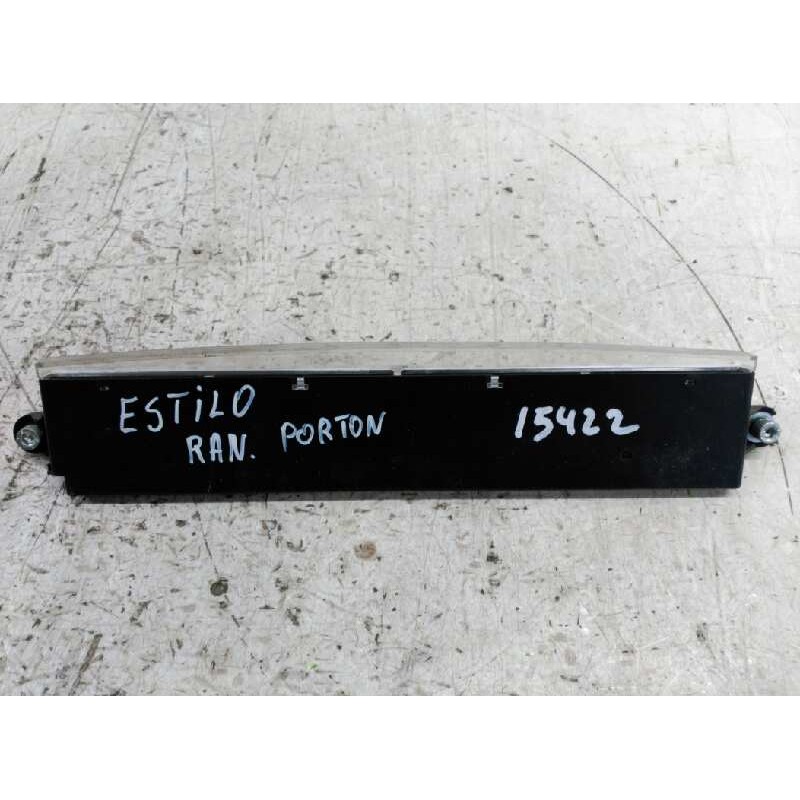 ESTiLO
RAN. PORTON
15422